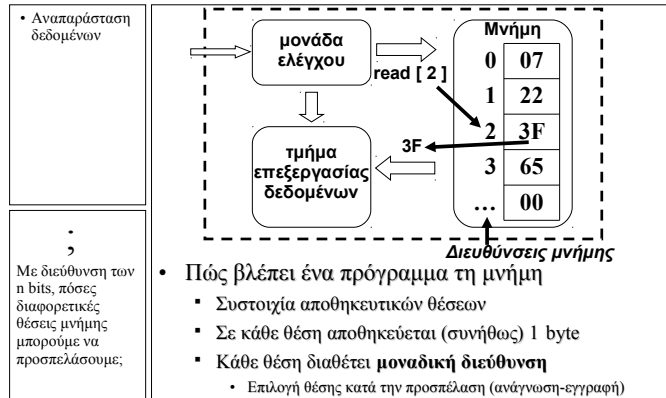 • Αναπαράσταση
δεδομένων
;
Με διεύθυνση των
n bits, πόσες
διαφορετικές
θέσεις μνήμης
μπορούμε να
προσπελάσουμε;
μονάδα
ελέγχου
read [ 2 ]
τμήμα
επεξεργασίας
δεδομένων
3F
Μνήμη
0 07
1 22
2 3F
3 65
... 00
Διευθύνσεις μνήμης
• Πώς βλέπει ένα πρόγραμμα τη μνήμη
▪ Συστοιχία αποθηκευτικών θέσεων
▪ Σε κάθε θέση αποθηκεύεται (συνήθως) 1 byte
▪ Κάθε θέση διαθέτει μοναδική διεύθυνση
• Επιλογή θέσης κατά την προσπέλαση (ανάγνωση-εγγραφή)